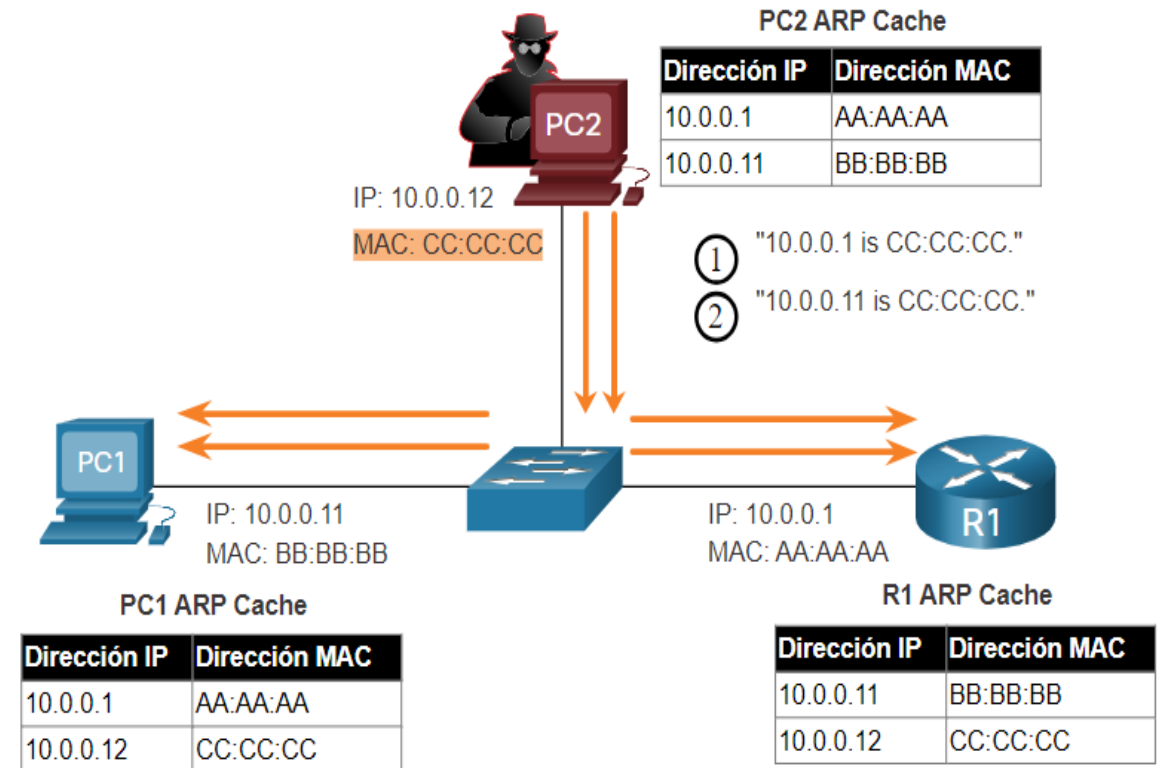 PC2 ARP Cache
Dirección IP Dirección MAC
10.0.0.1 AA:AA:AA
10.0.0.11 BB:BB:BB
PC2
IP: 10.0.0.12
MAC: CC:CC:CC
1 "10.0.0.1 is CC:CC:CC."
2 "10.0.0.11 is CC:CC:CC."
PC1
IP: 10.0.0.11
MAC: BB:BB:BB
IP: 10.0.0.1
MAC: AA:AA:AA
R1
PC1 ARP Cache
Dirección IP Dirección MAC
10.0.0.1 AA:AA:AA
10.0.0.12 CC:CC:CC
R1 ARP Cache
Dirección IP Dirección MAC
10.0.0.11 BB:BB:BB
10.0.0.12 CC:CC:CC